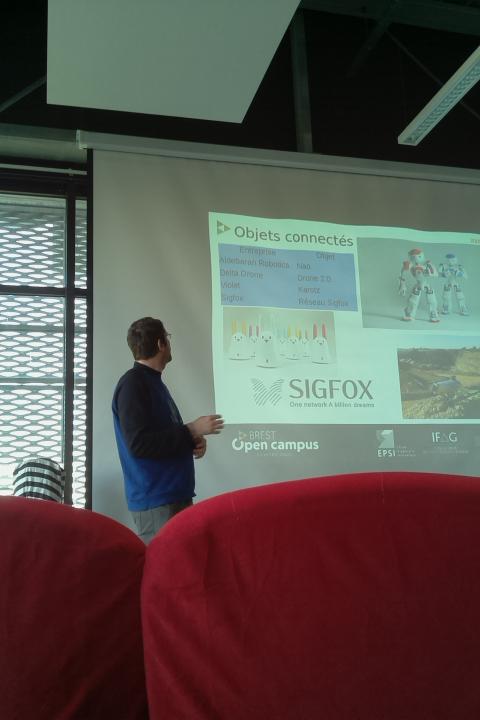 Objets connectés
Entreprise Objet
Aldebaran Robotics Nao
Delta Drone Drone 2.0
Violet Karotz
Sigfox Réseau Sigfox
SIGFOX
One network A billion dreams
BREST
Open campus
EPSI
IFAG